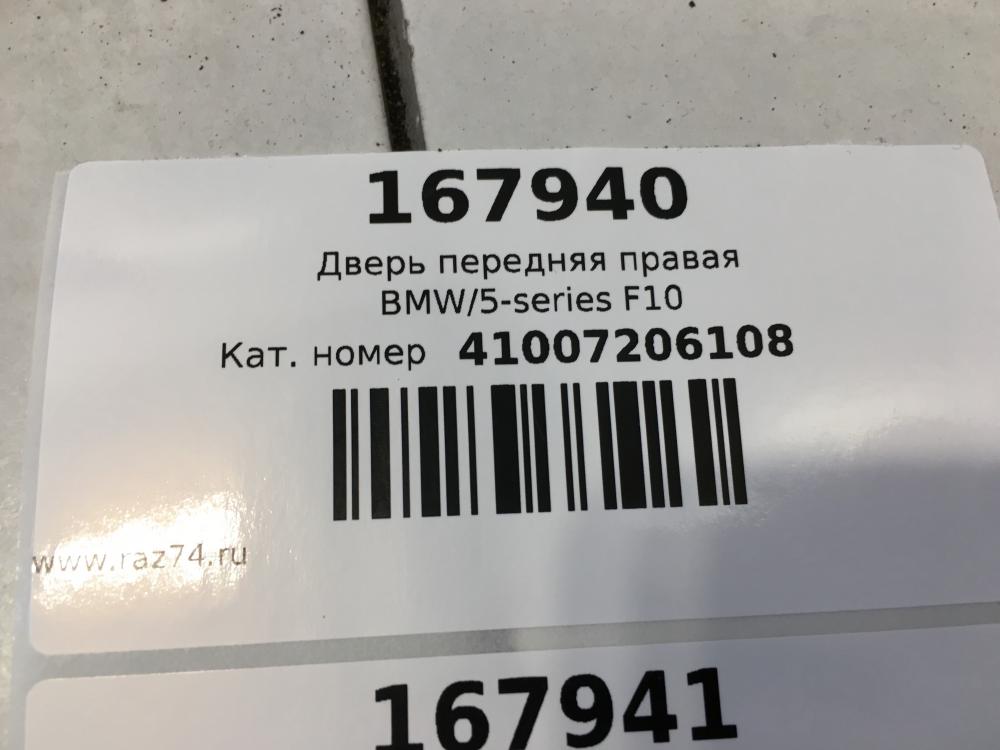 167940
Дверь передняя правая
BMW/5-series F10
Кат. номер 41007206108
www.raz74.ru
167941